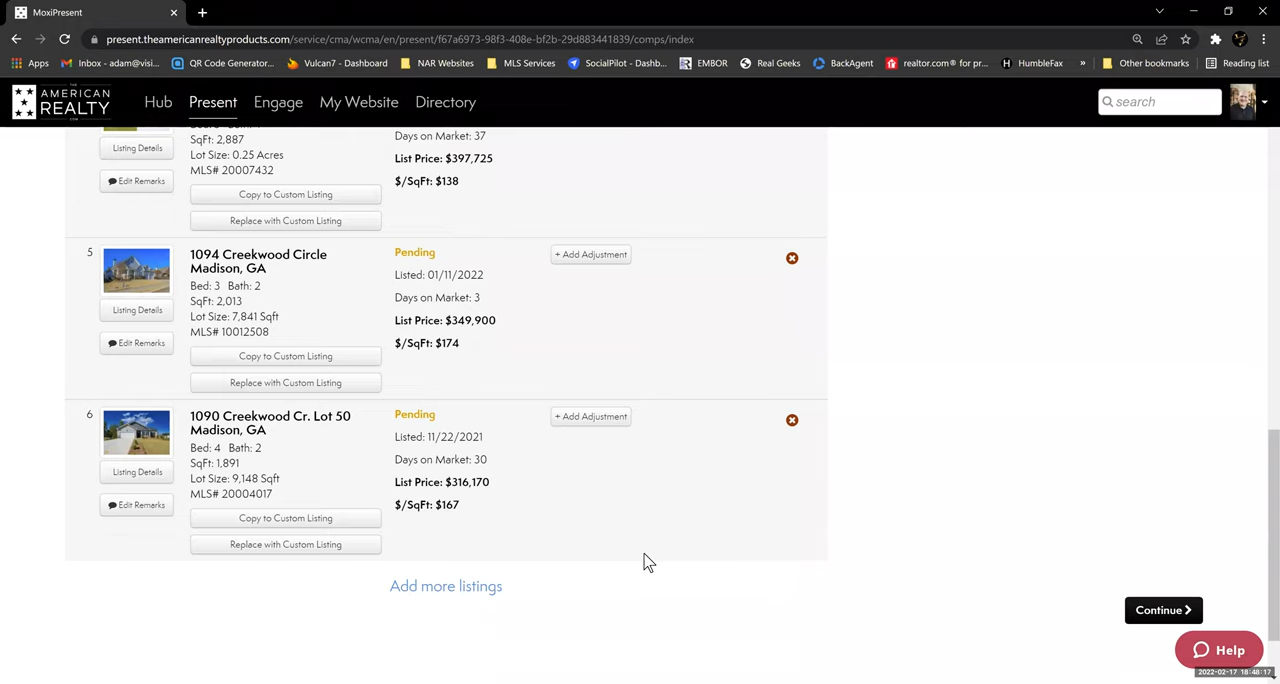 MoxiPresent
present.theamericanrealtyproducts.com/service/cma/wcma/en/present/f67a6973-98f3-408e-bf2b-29d883441839/comps/index
Apps
Inbox - adam@visi...
QR Code Generator...
Vulcan7 - Dashboard
NAR Websites
MLS Services
SocialPilot - Dashb...
EMBOR
Real Geeks
BackAgent
realtor.com® for pr...
HumbleFax
»
Other bookmarks
Reading list
THE
AMERICAN
REALTY
.COM
Hub
Present
Engage
My Website
Directory
search
Listing Details
Edit Remarks
SqFt: 2,887
Lot Size: 0.25 Acres
MLS# 20007432
Copy to Custom Listing
Replace with Custom Listing
Days on Market: 37
List Price: $397,725
$/SqFt: $138
5
Listing Details
Edit Remarks
1094 Creekwood Circle
Madison, GA
Bed: 3 Bath: 2
SqFt: 2,013
Lot Size: 7,841 Sqft
MLS# 10012508
Copy to Custom Listing
Replace with Custom Listing
Pending
Listed: 01/11/2022
Days on Market: 3
List Price: $349,900
$/SqFt: $174
+ Add Adjustment
6
Listing Details
Edit Remarks
1090 Creekwood Cr. Lot 50
Madison, GA
Bed: 4 Bath: 2
SqFt: 1,891
Lot Size: 9,148 Sqft
MLS# 20004017
Copy to Custom Listing
Replace with Custom Listing
Pending
Listed: 11/22/2021
Days on Market: 30
List Price: $316,170
$/SqFt: $167
+ Add Adjustment
Add more listings
Continue
Help
2022-02-17 18:48:17